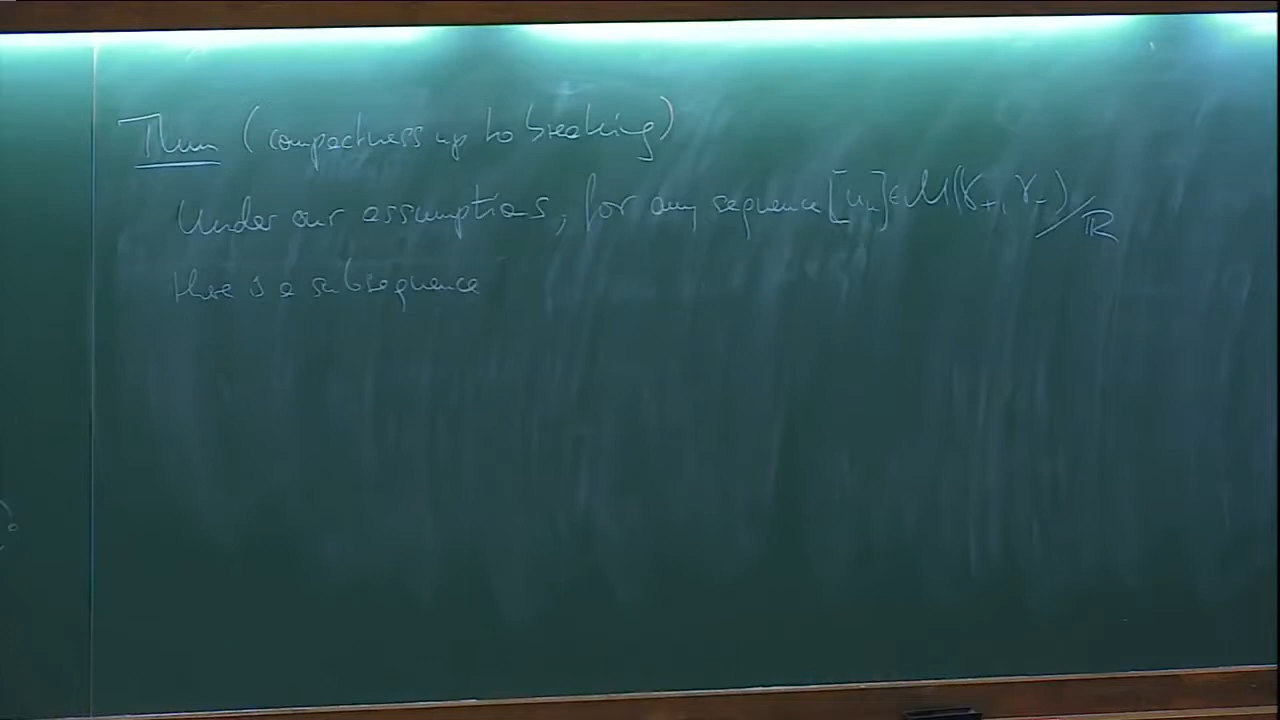 Thm (compactness up to breaking)
Under our assumptions, for any sequence [uₙ] ∈ M(γ₊, γ₋)/ℝ
there is a subsequence